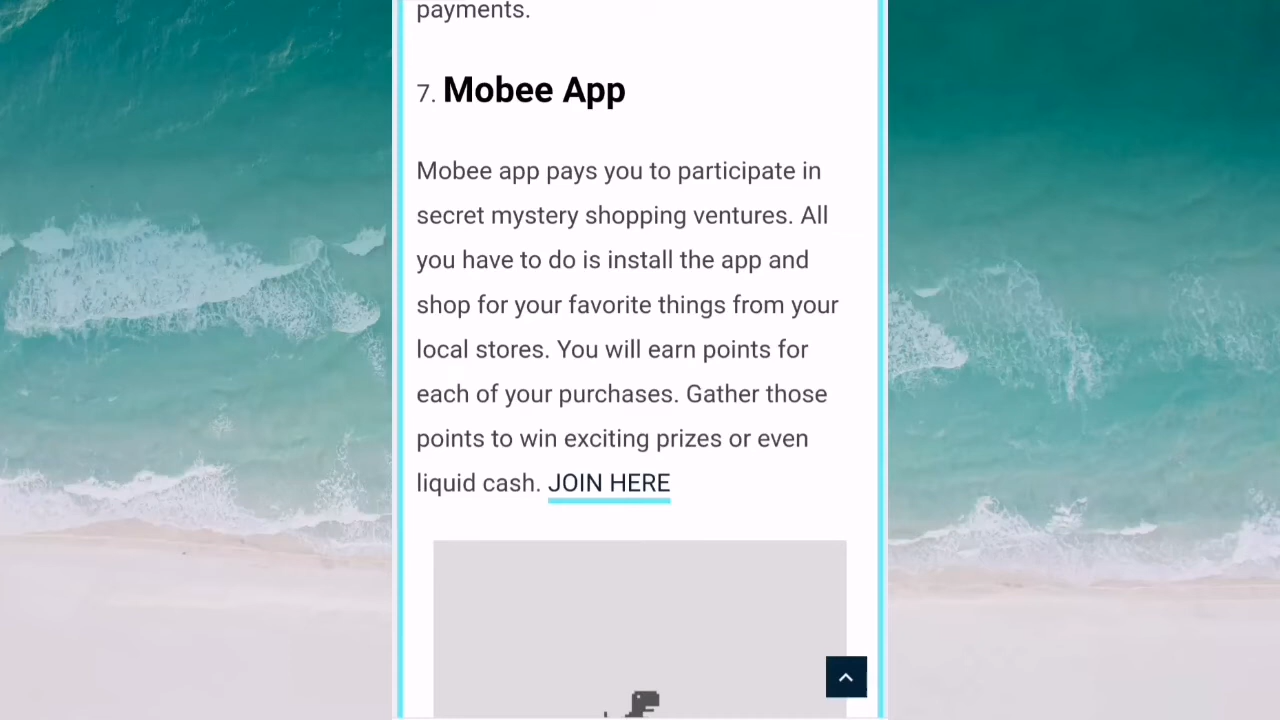 payments.
7. Mobee App
Mobee app pays you to participate in
secret mystery shopping ventures. All
you have to do is install the app and
shop for your favorite things from your
local stores. You will earn points for
each of your purchases. Gather those
points to win exciting prizes or even
liquid cash. JOIN HERE